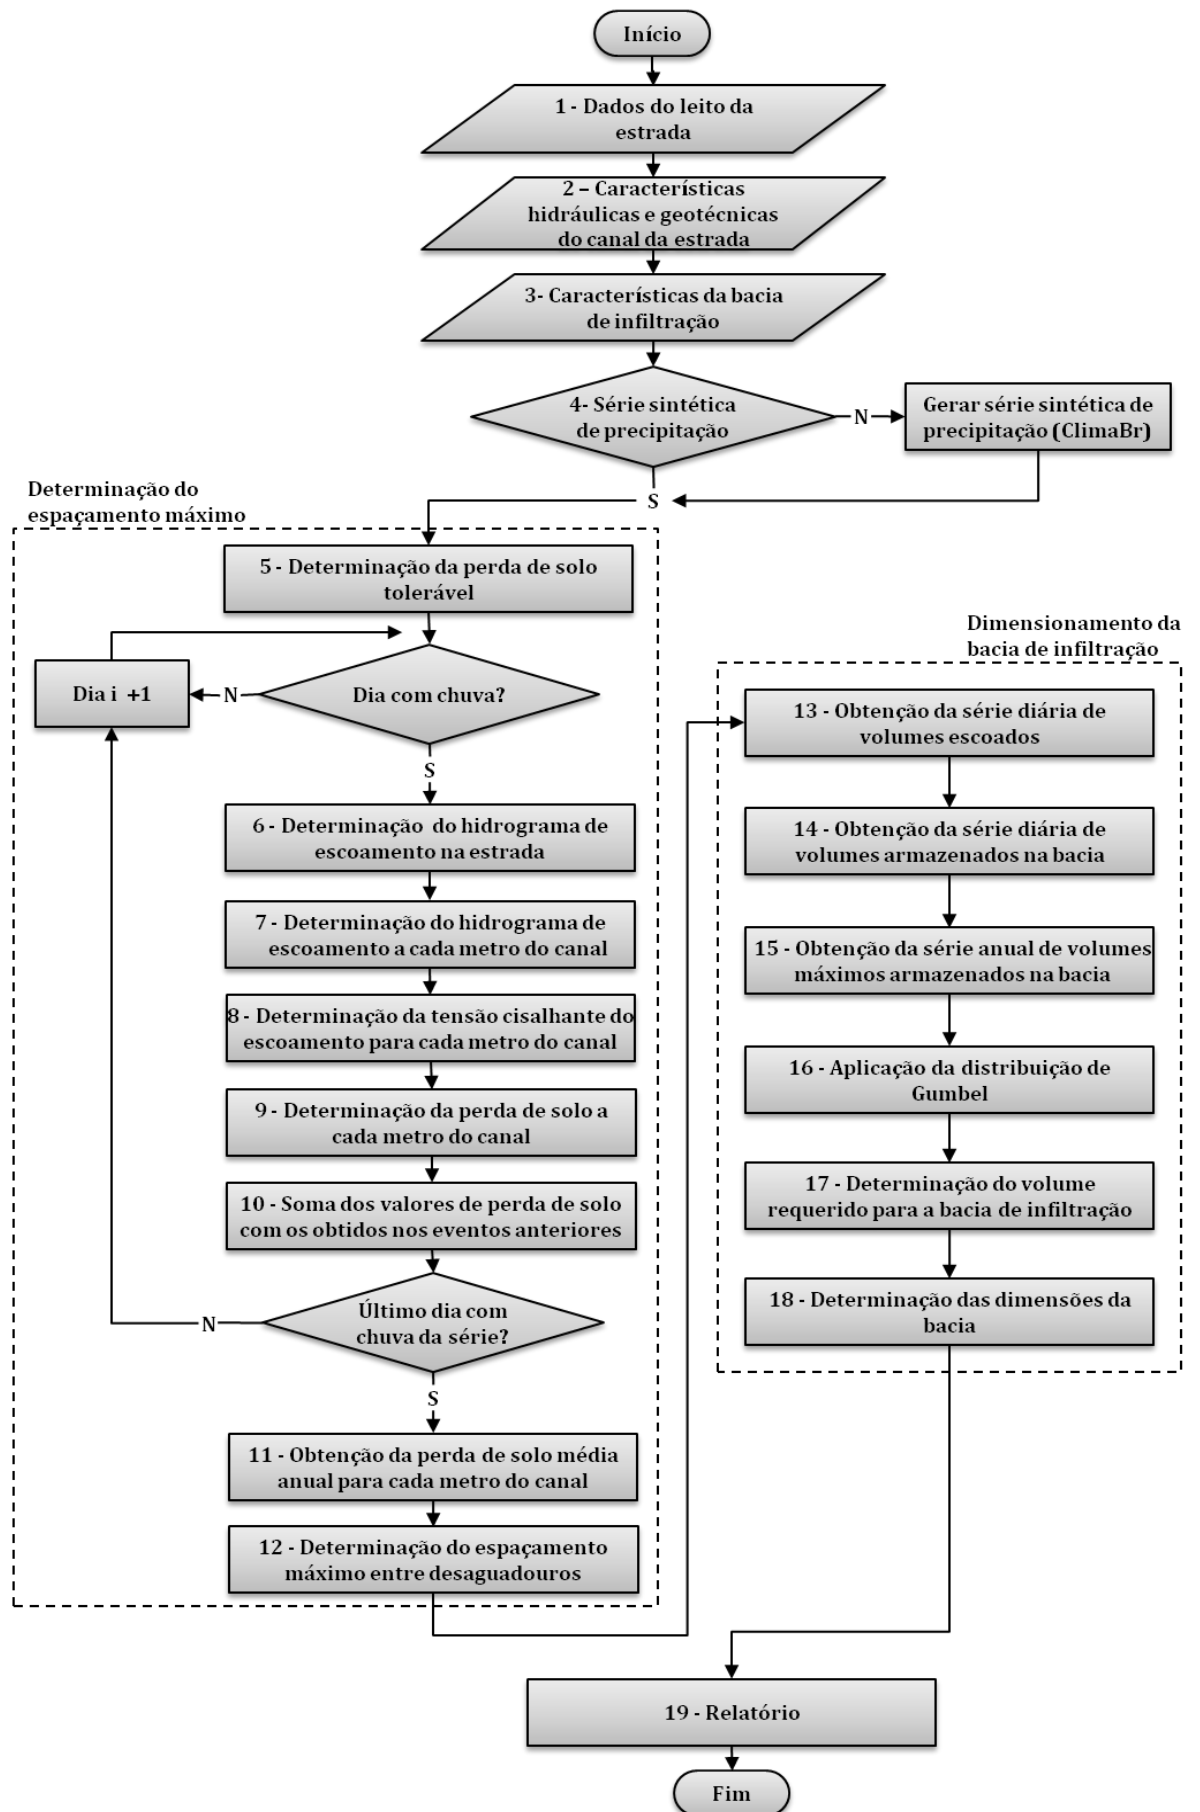 Início
1 - Dados do leito da
estrada
2 – Características
hidráulicas e geotécnicas
do canal da estrada
3- Características da bacia
de infiltração
4- Série sintética
de precipitação
N
Gerar série sintética de
precipitação (ClimaBr)
S
Determinação do
espaçamento máximo
5 - Determinação da perda de solo
tolerável
Dia com chuva?
N
Dia i +1
S
6 - Determinação do hidrograma de
escoamento na estrada
7 - Determinação do hidrograma de
escoamento a cada metro do canal
8 - Determinação da tensão cisalhante do
escoamento para cada metro do canal
9 - Determinação da perda de solo a
cada metro do canal
10 - Soma dos valores de perda de solo
com os obtidos nos eventos anteriores
Último dia com
chuva da série?
N
S
11 - Obtenção da perda de solo média
anual para cada metro do canal
12 - Determinação do espaçamento
máximo entre desaguadouros
Dimensionamento da
bacia de infiltração
13 - Obtenção da série diária de
volumes escoados
14 - Obtenção da série diária de
volumes armazenados na bacia
15 - Obtenção da série anual de volumes
máximos armazenados na bacia
16 - Aplicação da distribuição de
Gumbel
17 - Determinação do volume
requerido para a bacia de infiltração
18 - Determinação das dimensões da
bacia
19 - Relatório
Fim